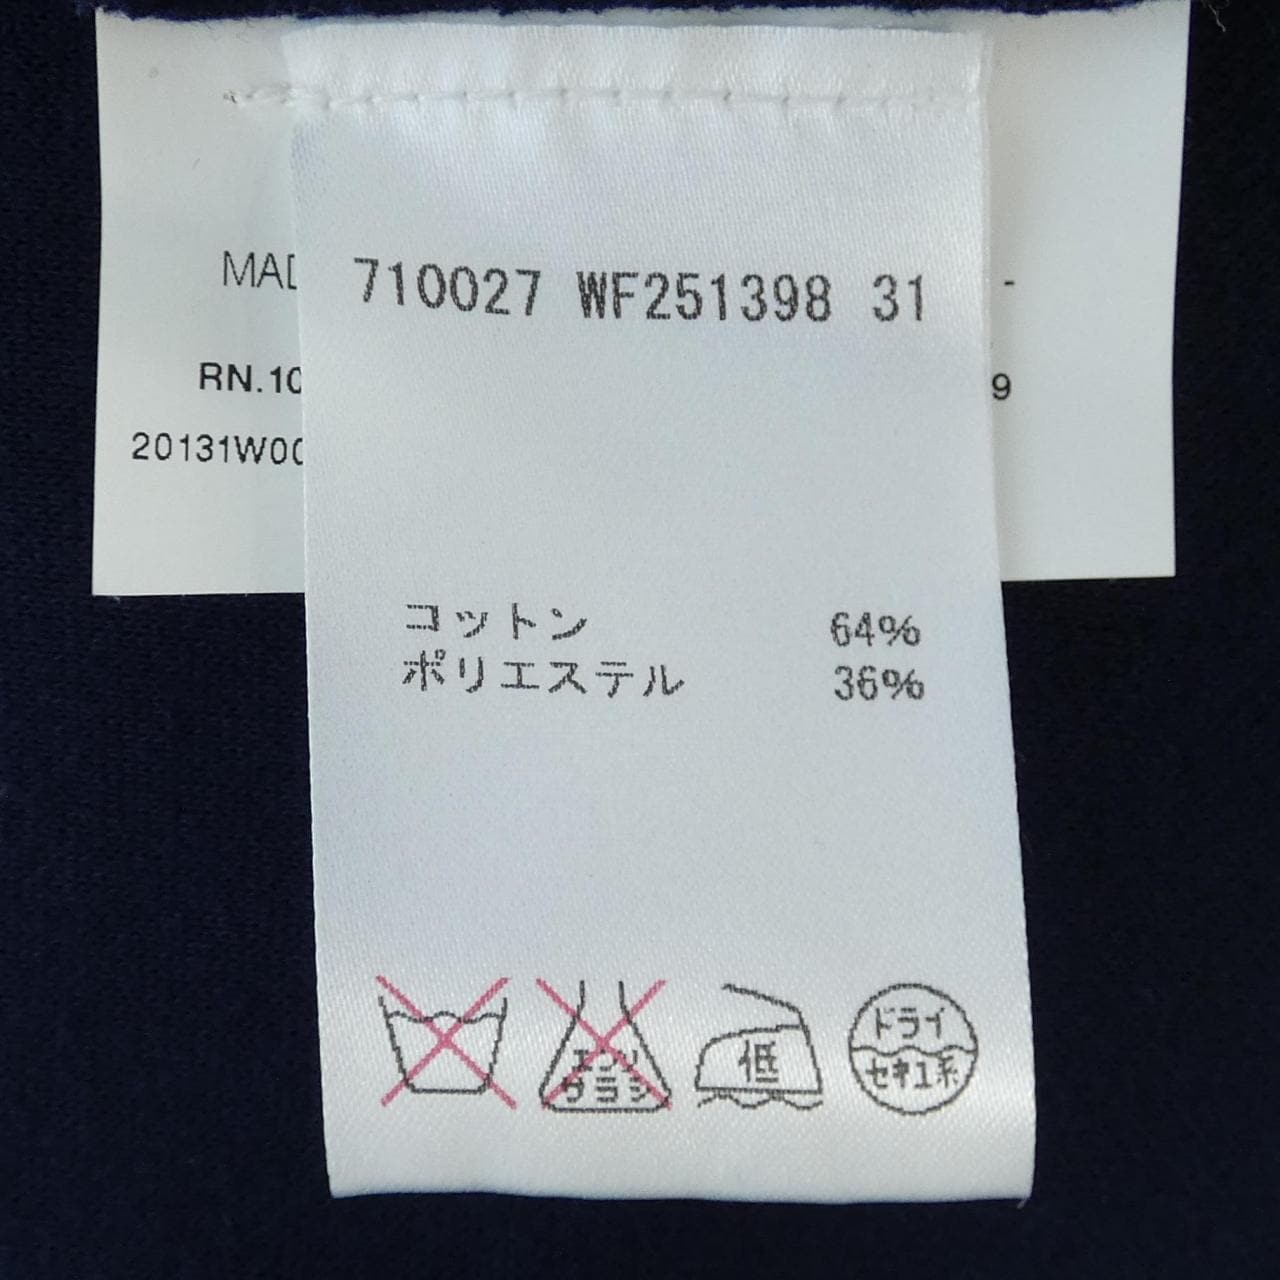 710027 WF251398 31
MAD
-
RN.10
9
20131W00
コットン 64%
ポリエステル 36%
エンソ
サラシ
低
ドライ
セキユ系